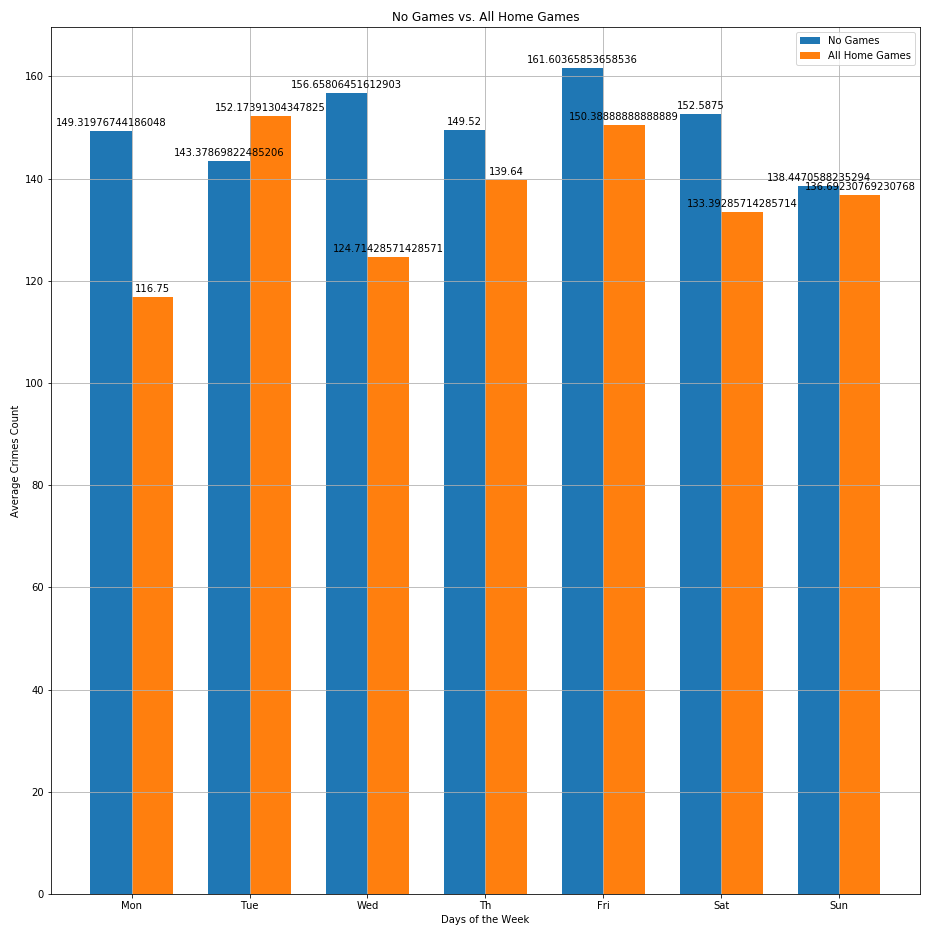 No Games vs. All Home Games
No Games
All Home Games
160
140
120
100
80
60
40
20
0
Average Crimes Count
149.31976744186048
116.75
143.37869822485206
152.17391304347825
156.65806451612903
124.71428571428571
149.52
139.64
161.60365853658536
150.38888888888889
152.5875
133.39285714285714
138.4470588235294
136.69230769230768
Mon
Tue
Wed
Th
Fri
Sat
Sun
Days of the Week